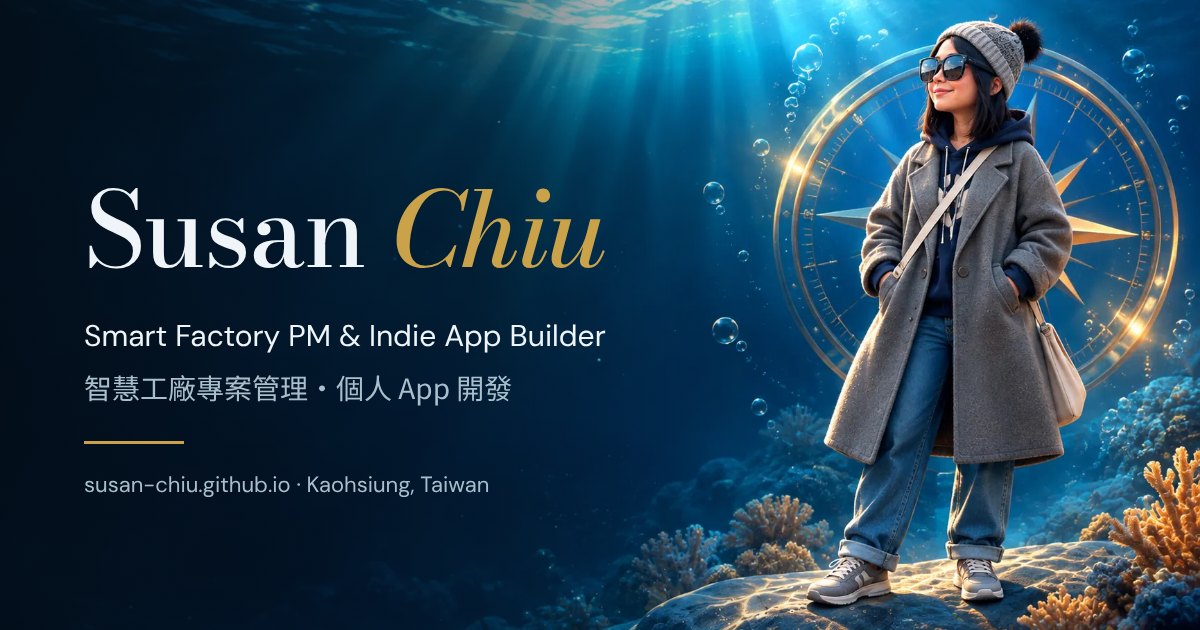 Susan Chiu
Smart Factory PM & Indie App Builder
智慧工廠專案管理・個人 App 開發
susan-chiu.github.io · Kaohsiung, Taiwan